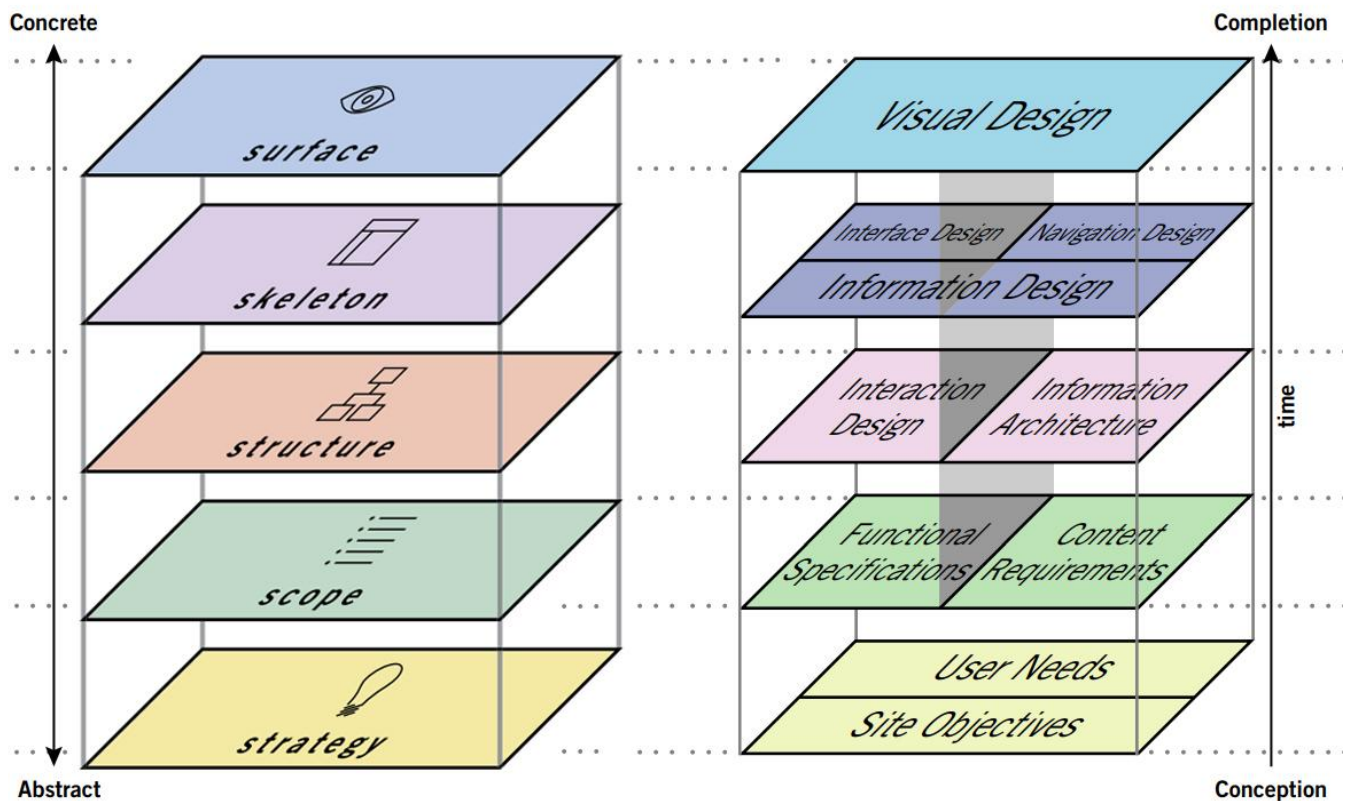 Concrete
Completion
surface
Visual Design
skeleton
Interface Design
Navigation Design
Information Design
structure
Interaction
Design
Information
Architecture
time
scope
Functional
Specifications
Content
Requirements
strategy
User Needs
Site Objectives
Abstract
Conception